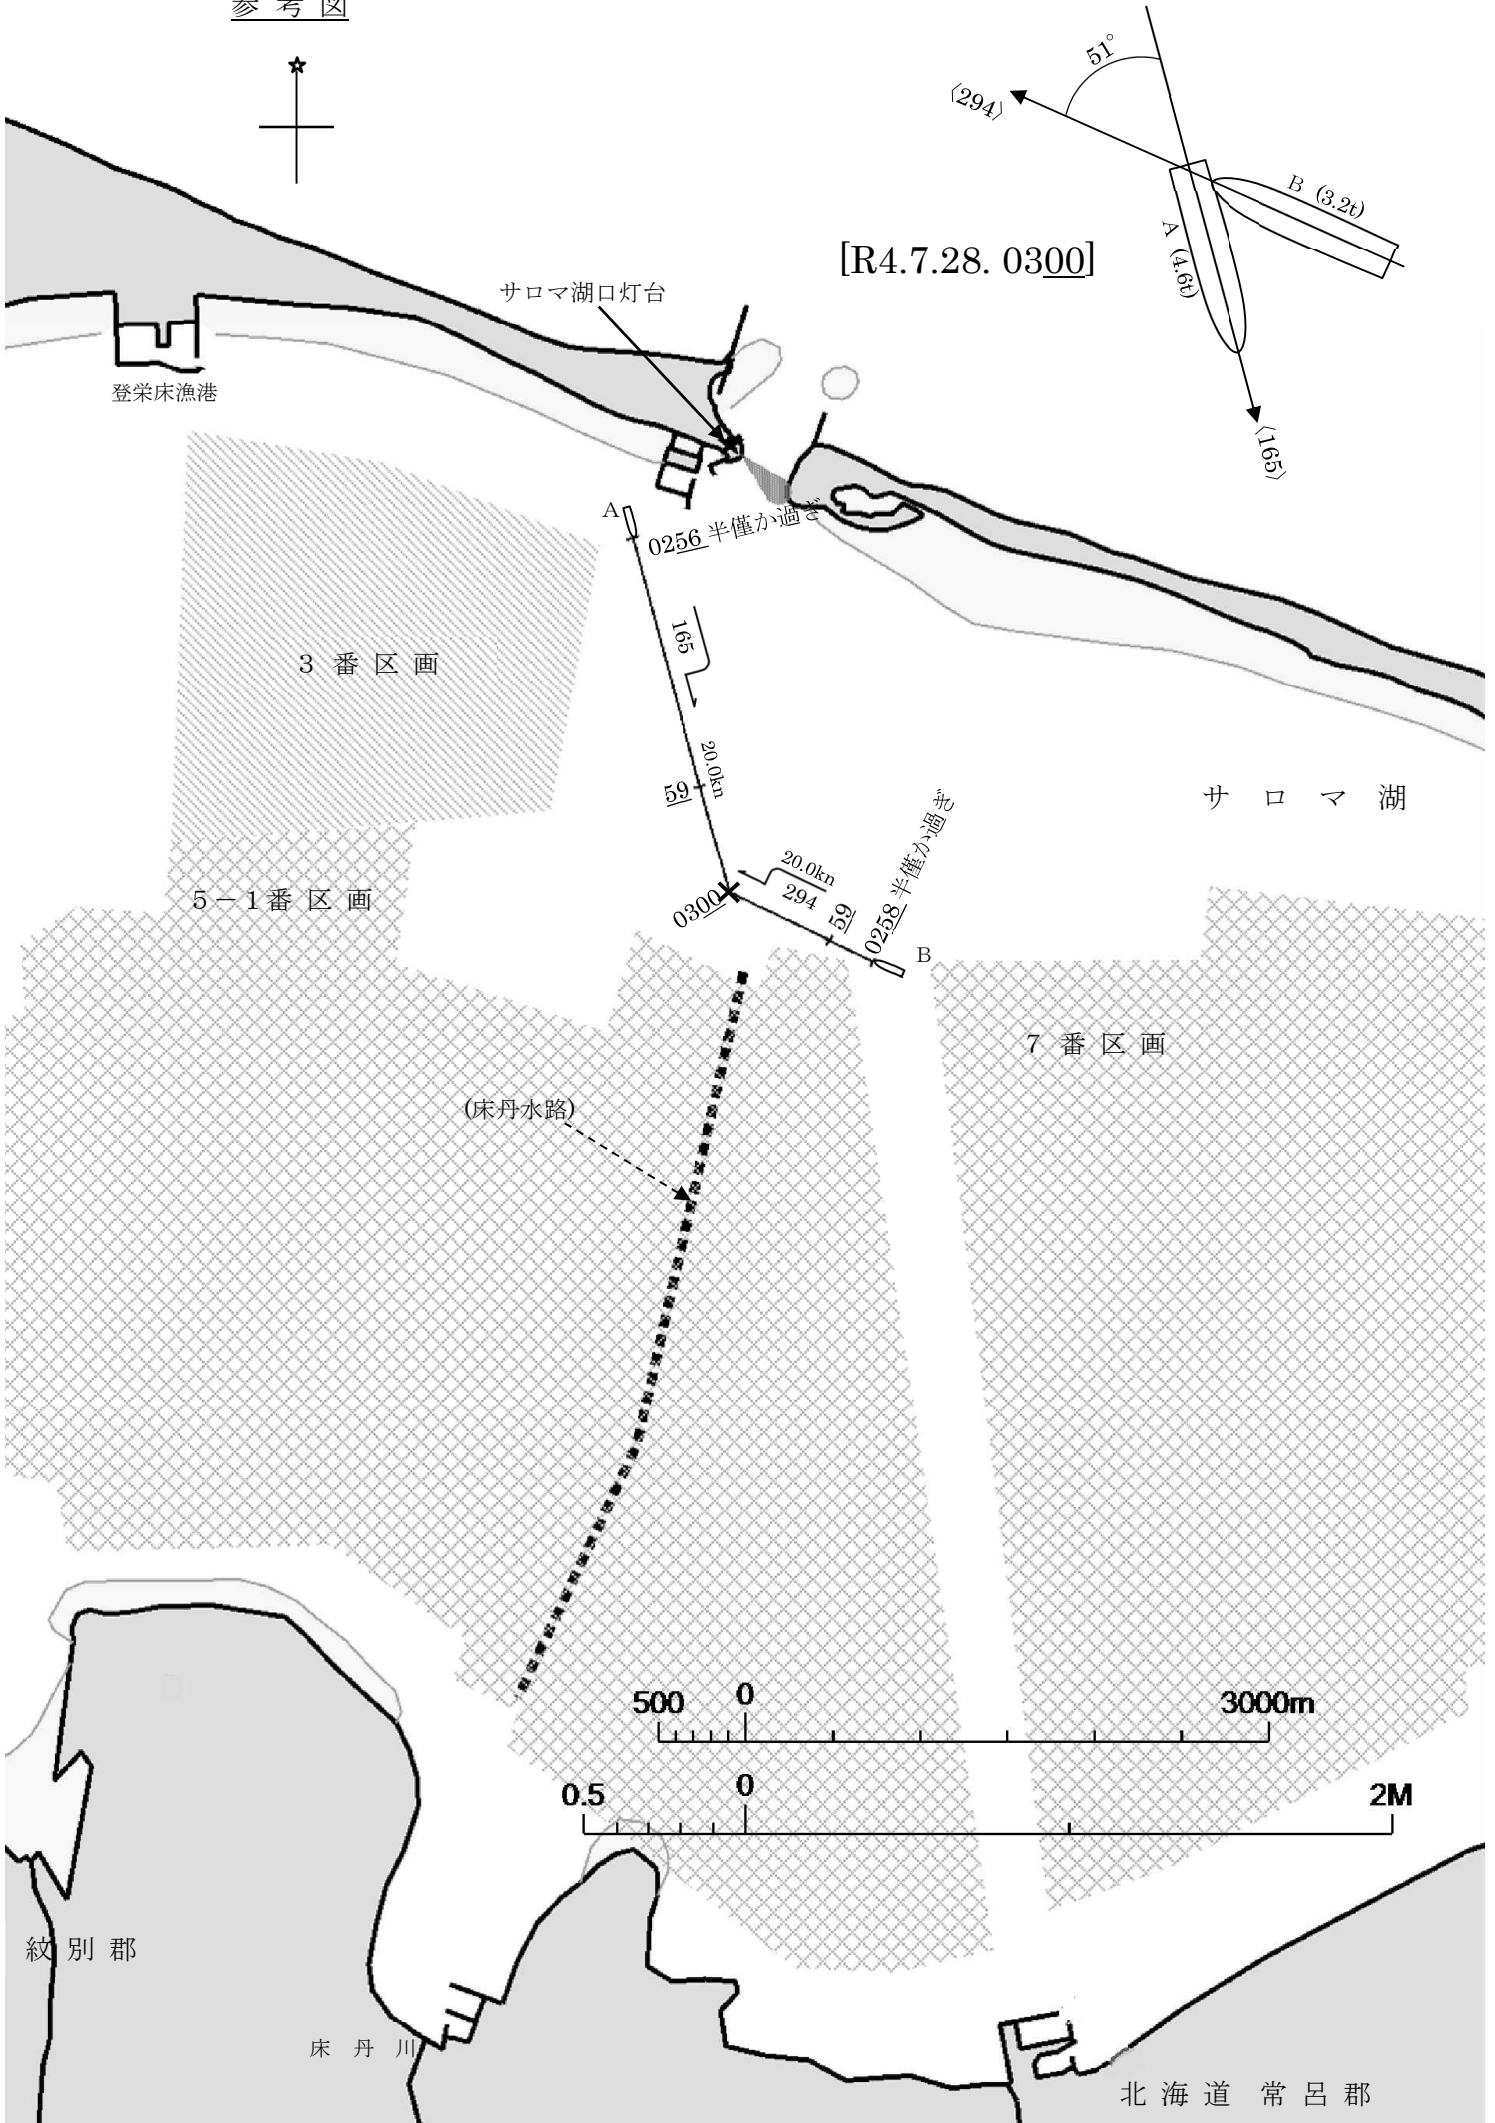 参考図
51°
〈294〉
B (3.2t)
A (4.6t)
〈165〉
[R4.7.28. 0300]
サロマ湖口灯台
登栄床漁港
A
0256 半僅か過ぎ
165
3 番 区 画
20.0kn
59
サ ロ マ 湖
0258 半僅か過ぎ
20.0kn
294
59
0300
B
5－1番 区 画
7 番 区 画
(床丹水路)
500 0 3000m
0.5 0 2M
紋 別 郡
床 丹 川
北 海 道 常 呂 郡